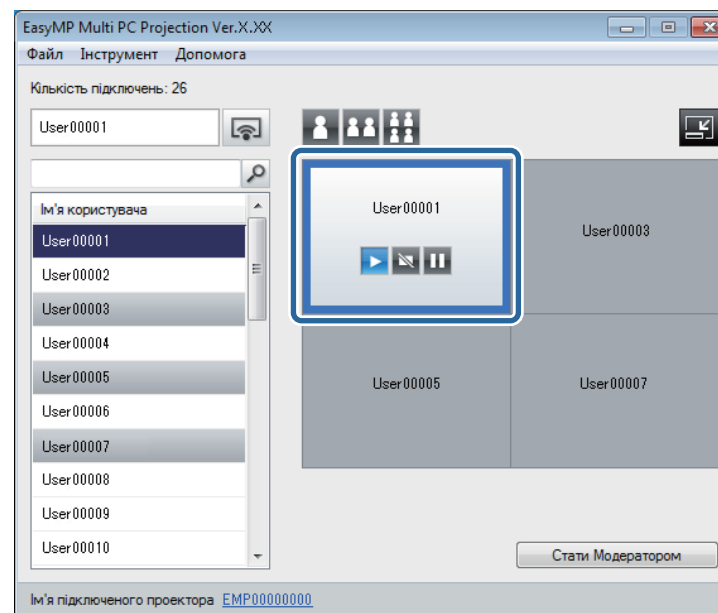 EasyMP Multi PC Projection Ver.X.XX
Файл Інструмент Допомога
Кількість підключень: 26
User00001
Ім'я користувача
User00001
User00002
User00003
User00004
User00005
User00006
User00007
User00008
User00009
User00010
User00001
User00003
User00005
User00007
Стати Модератором
Ім'я підключеного проектора EMP00000000